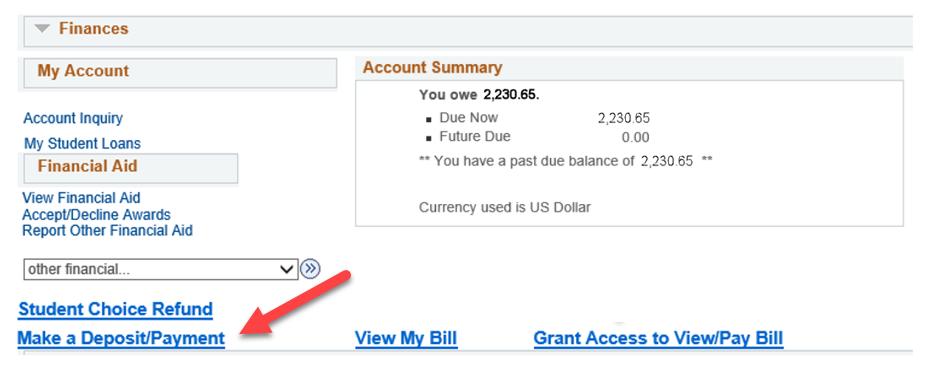 Finances
My Account
Account Inquiry
My Student Loans
Financial Aid
View Financial Aid
Accept/Decline Awards
Report Other Financial Aid
other financial...
Account Summary
You owe 2,230.65.
Due Now 2,230.65
Future Due 0.00
** You have a past due balance of 2,230.65 **
Currency used is US Dollar
Student Choice Refund
Make a Deposit/Payment View My Bill Grant Access to View/Pay Bill